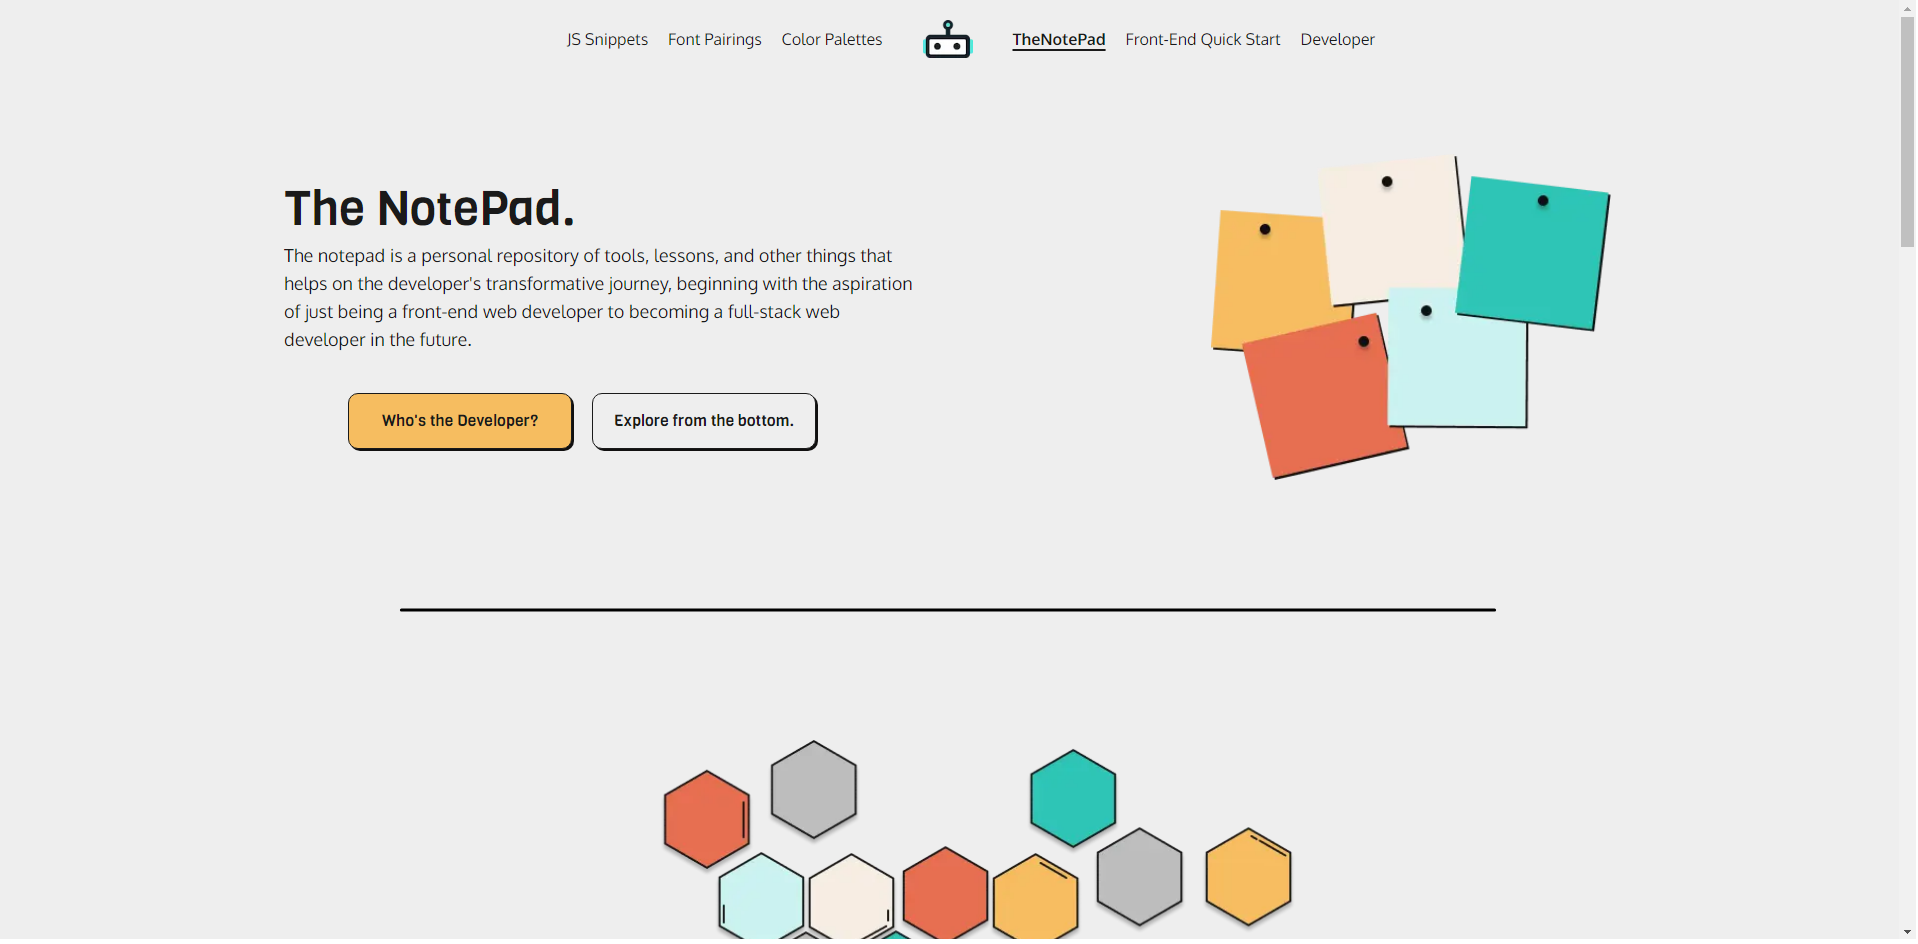 JS Snippets Font Pairings Color Palettes TheNotePad Front-End Quick Start Developer
The NotePad.
The notepad is a personal repository of tools, lessons, and other things that
helps on the developer's transformative journey, beginning with the aspiration
of just being a front-end web developer to becoming a full-stack web
developer in the future.
Who's the Developer? Explore from the bottom.